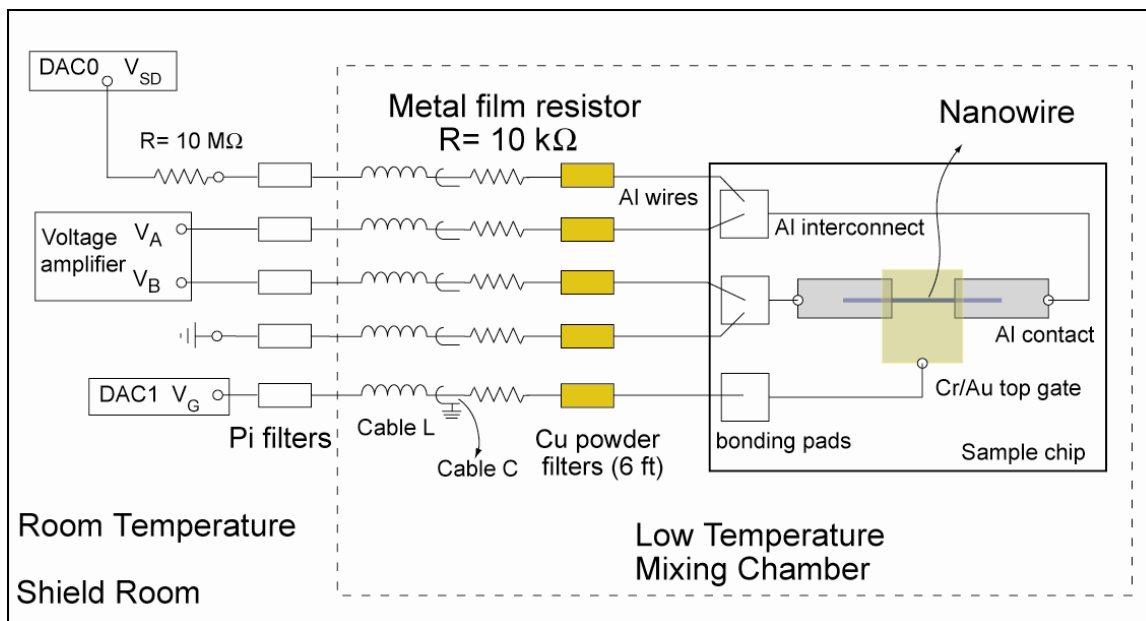 DAC0 V_SD
R= 10 MΩ
Metal film resistor
R= 10 kΩ
Nanowire
Al wires
Voltage
amplifier
V_A
V_B
Al interconnect
Al contact
DAC1 V_G
Cr/Au top gate
Pi filters
Cable L
Cable C
Cu powder
filters (6 ft)
bonding pads
Sample chip
Room Temperature
Shield Room
Low Temperature
Mixing Chamber